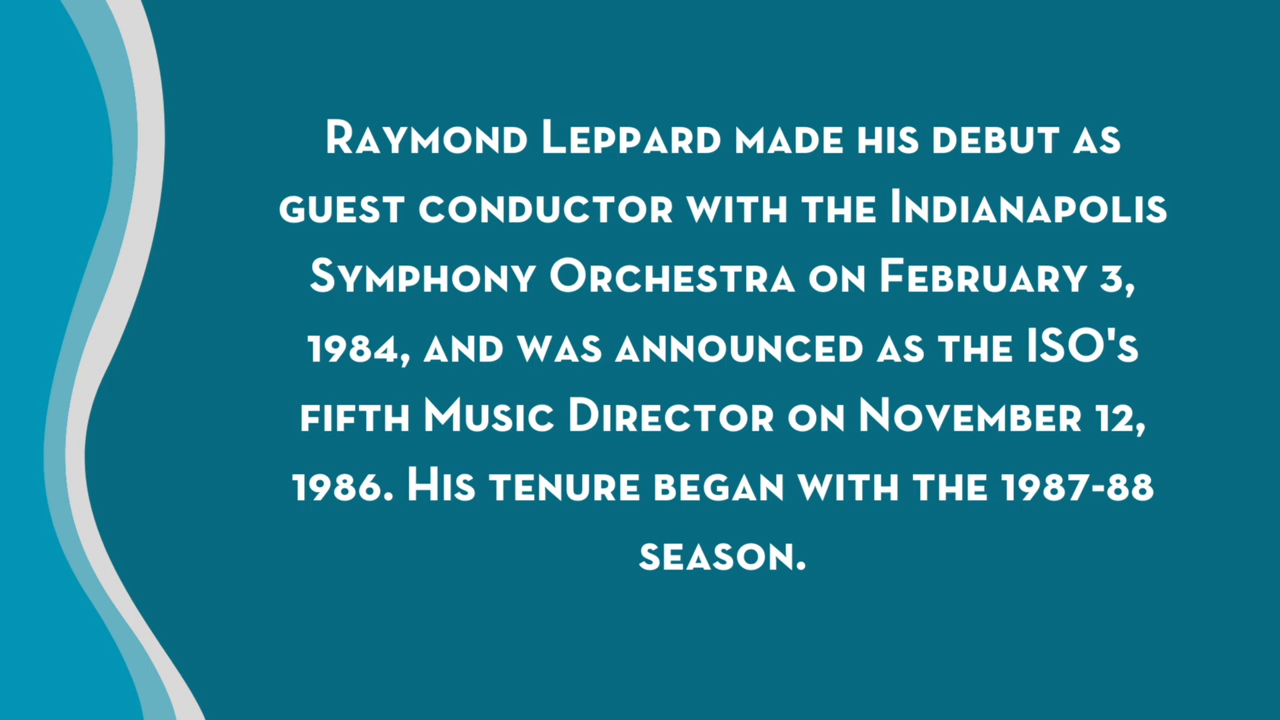 Raymond Leppard made his debut as
guest conductor with the Indianapolis
Symphony Orchestra on February 3,
1984, and was announced as the ISO's
fifth Music Director on November 12,
1986. His tenure began with the 1987-88
season.